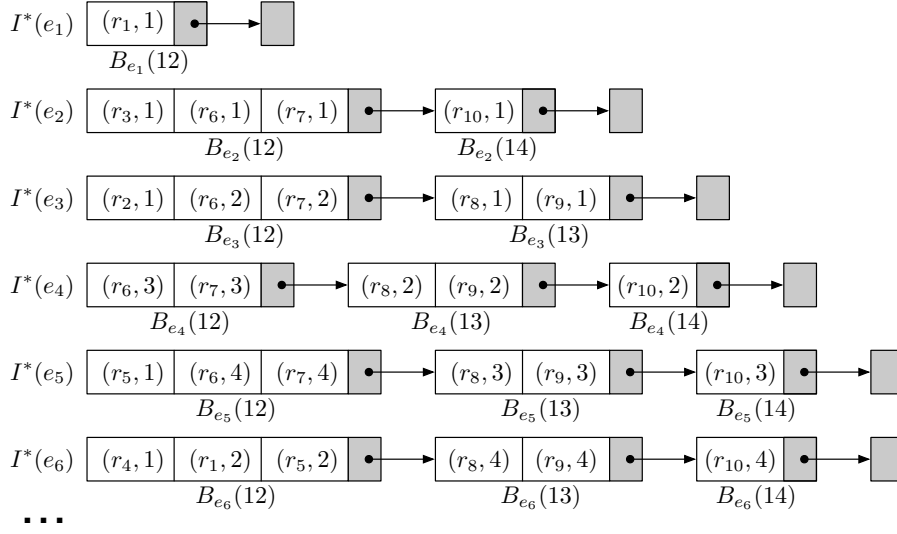 I*(e₁) (r₁, 1)
Bₑ₁(12)
I*(e₂) (r₃, 1) (r₆, 1) (r₇, 1) (r₁₀, 1)
Bₑ₂(12) Bₑ₂(14)
I*(e₃) (r₂, 1) (r₆, 2) (r₇, 2) (r₈, 1) (r₉, 1)
Bₑ₃(12) Bₑ₃(13)
I*(e₄) (r₆, 3) (r₇, 3) (r₈, 2) (r₉, 2) (r₁₀, 2)
Bₑ₄(12) Bₑ₄(13) Bₑ₄(14)
I*(e₅) (r₅, 1) (r₆, 4) (r₇, 4) (r₈, 3) (r₉, 3) (r₁₀, 3)
Bₑ₅(12) Bₑ₅(13) Bₑ₅(14)
I*(e₆) (r₄, 1) (r₁, 2) (r₅, 2) (r₈, 4) (r₉, 4) (r₁₀, 4)
Bₑ₆(12) Bₑ₆(13) Bₑ₆(14)
...